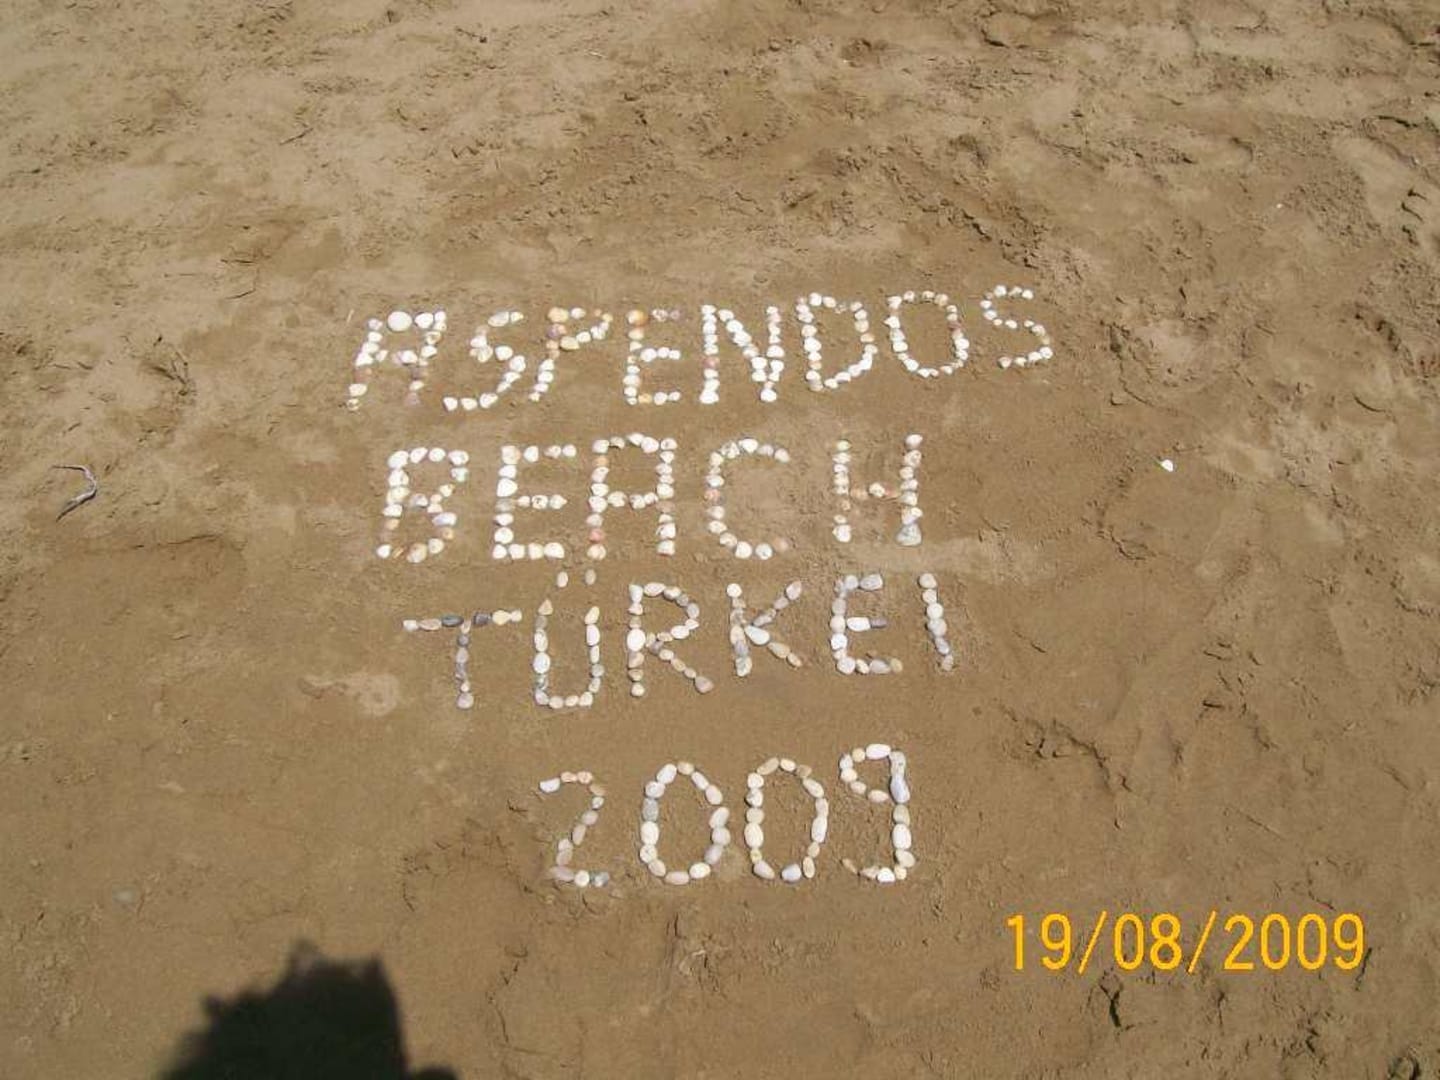 ASPENDOS
BEACH
TÜRKEI
2009
19/08/2009